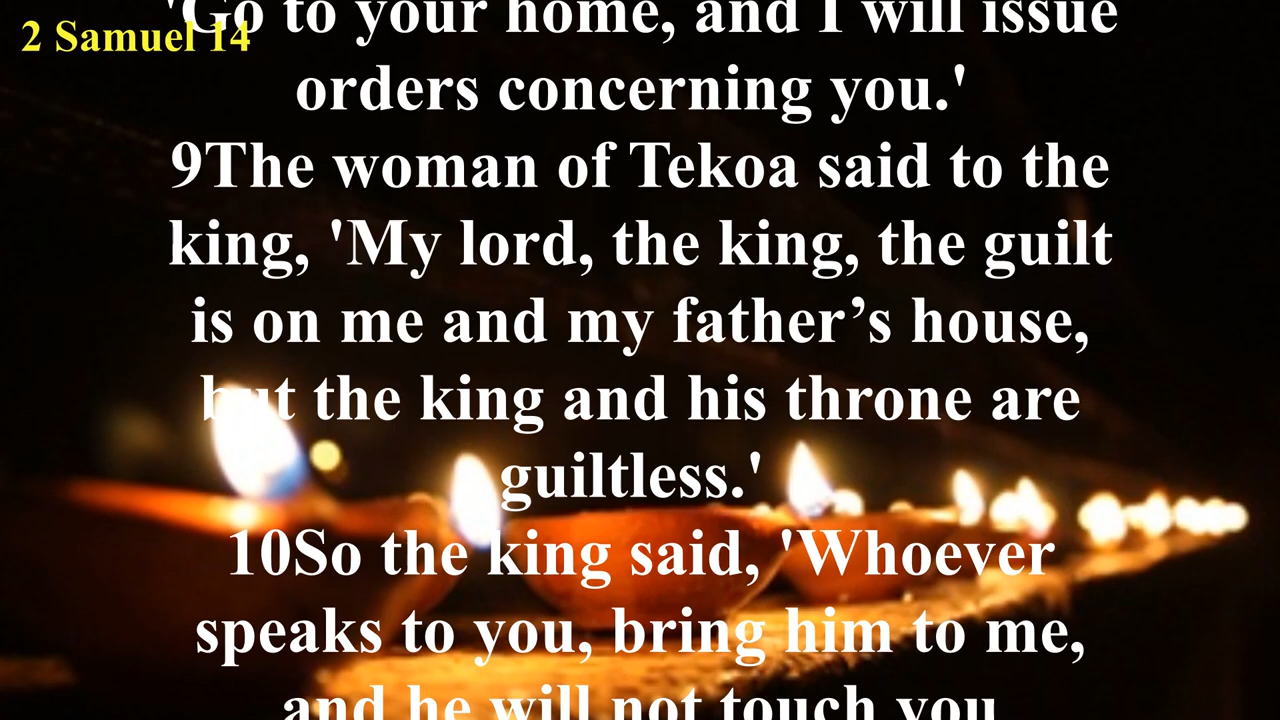 2 Samuel 14
'Go to your home, and I will issue
orders concerning you.'
9The woman of Tekoa said to the
king, 'My lord, the king, the guilt
is on me and my father’s house,
but the king and his throne are
guiltless.'
10So the king said, 'Whoever
speaks to you, bring him to me,
and he will not touch you